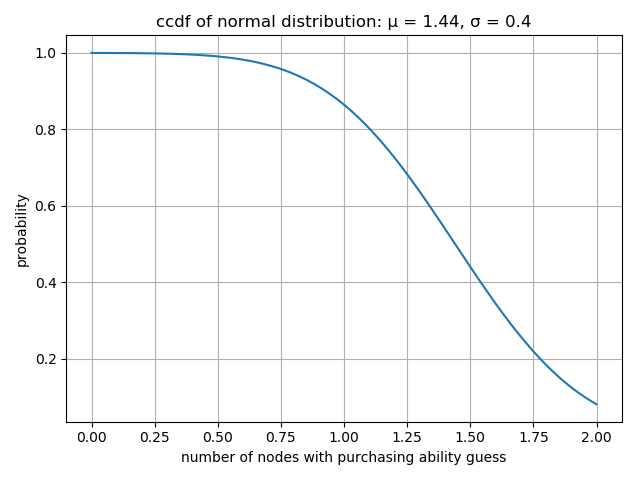 ccdf of normal distribution: μ = 1.44, σ = 0.4
1.0
0.8
0.6
0.4
0.2
probability
0.00 0.25 0.50 0.75 1.00 1.25 1.50 1.75 2.00
number of nodes with purchasing ability guess